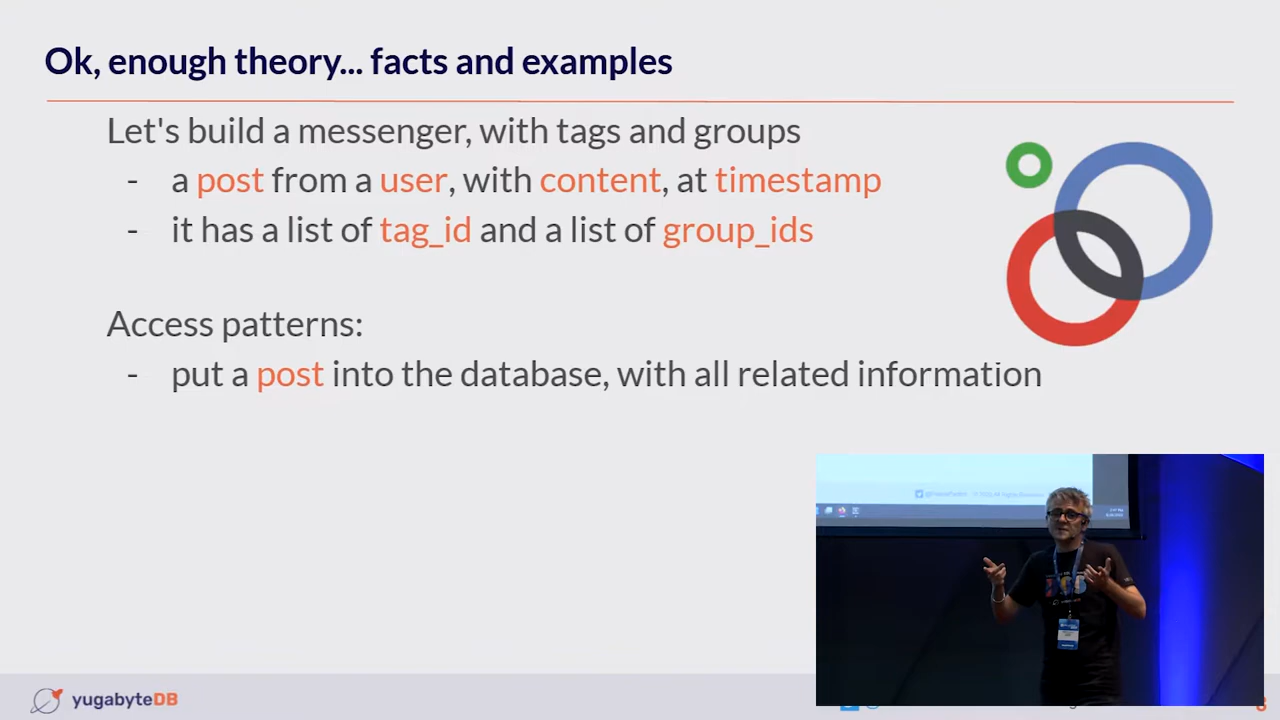 Ok, enough theory... facts and examples
Let's build a messenger, with tags and groups
- a post from a user, with content, at timestamp
- it has a list of tag_id and a list of group_ids
Access patterns:
- put a post into the database, with all related information
yugabyteDB